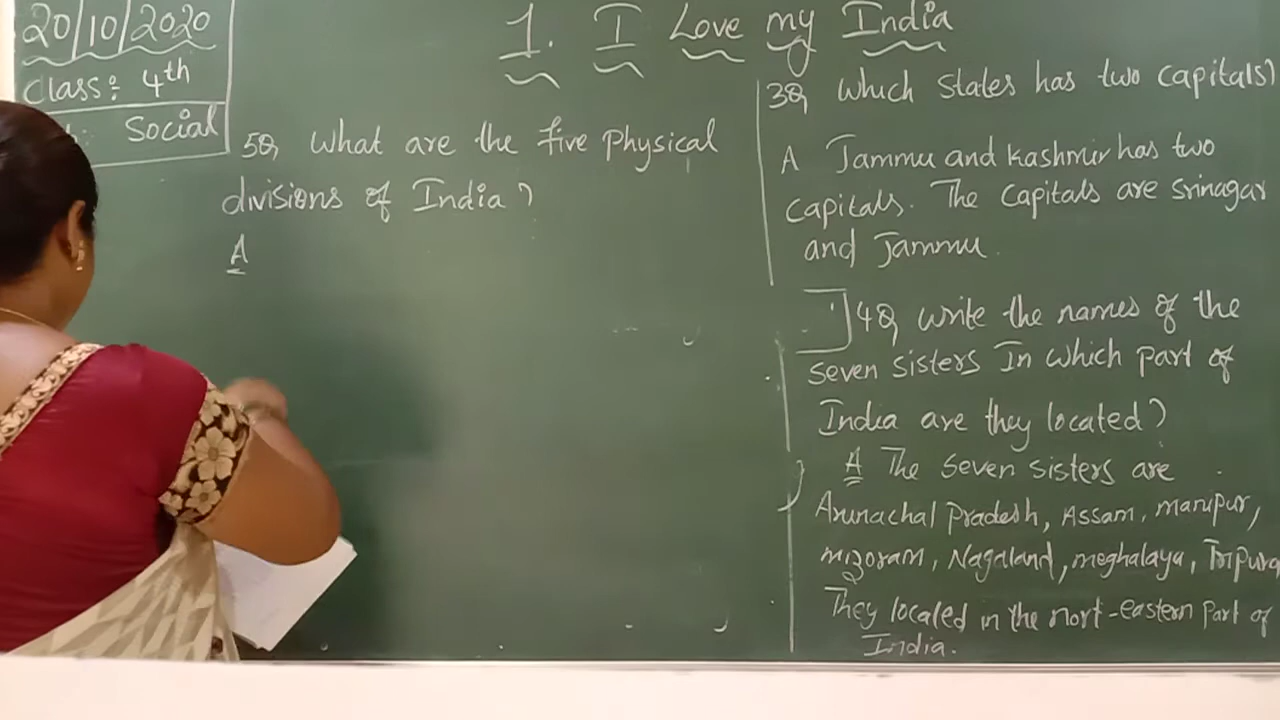 20/10/2020
Class: 4th
Social
1. I Love my India
5Q, What are the five Physical
divisions of India?
A
3Q, Which States has two Capitals?
A Jammu and Kashmir has two
Capitals. The Capitals are Srinagar
and Jammu.
4Q, Write the names of the
Seven Sisters In which part of
India are they located?
A The Seven Sisters are
Arunachal Pradesh, Assam, manipur,
mizoram, Nagaland, meghalaya, Tripura
They located in the nort-eastern Part of
India.